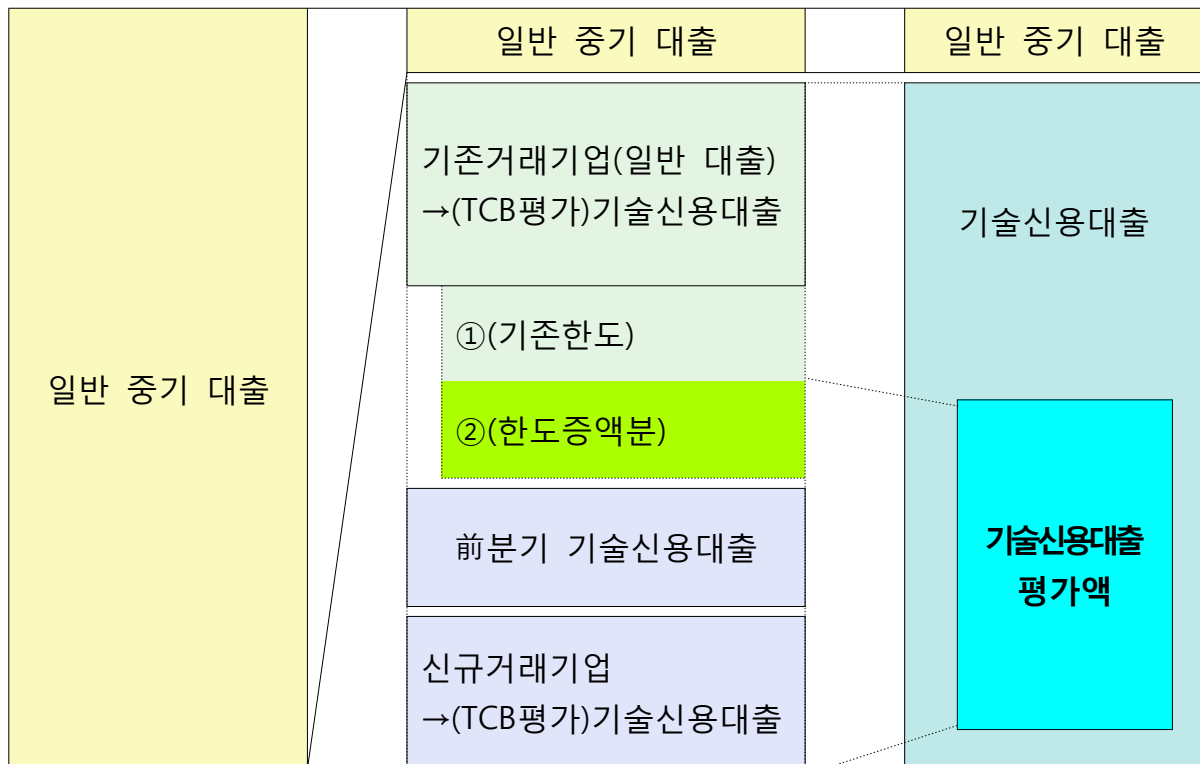 일반 중기 대출
일반 중기 대출
기존거래기업(일반 대출)
→(TCB평가)기술신용대출
①(기존한도)
②(한도증액분)
前분기 기술신용대출
신규거래기업
→(TCB평가)기술신용대출
일반 중기 대출
기술신용대출
기술신용대출
평가액